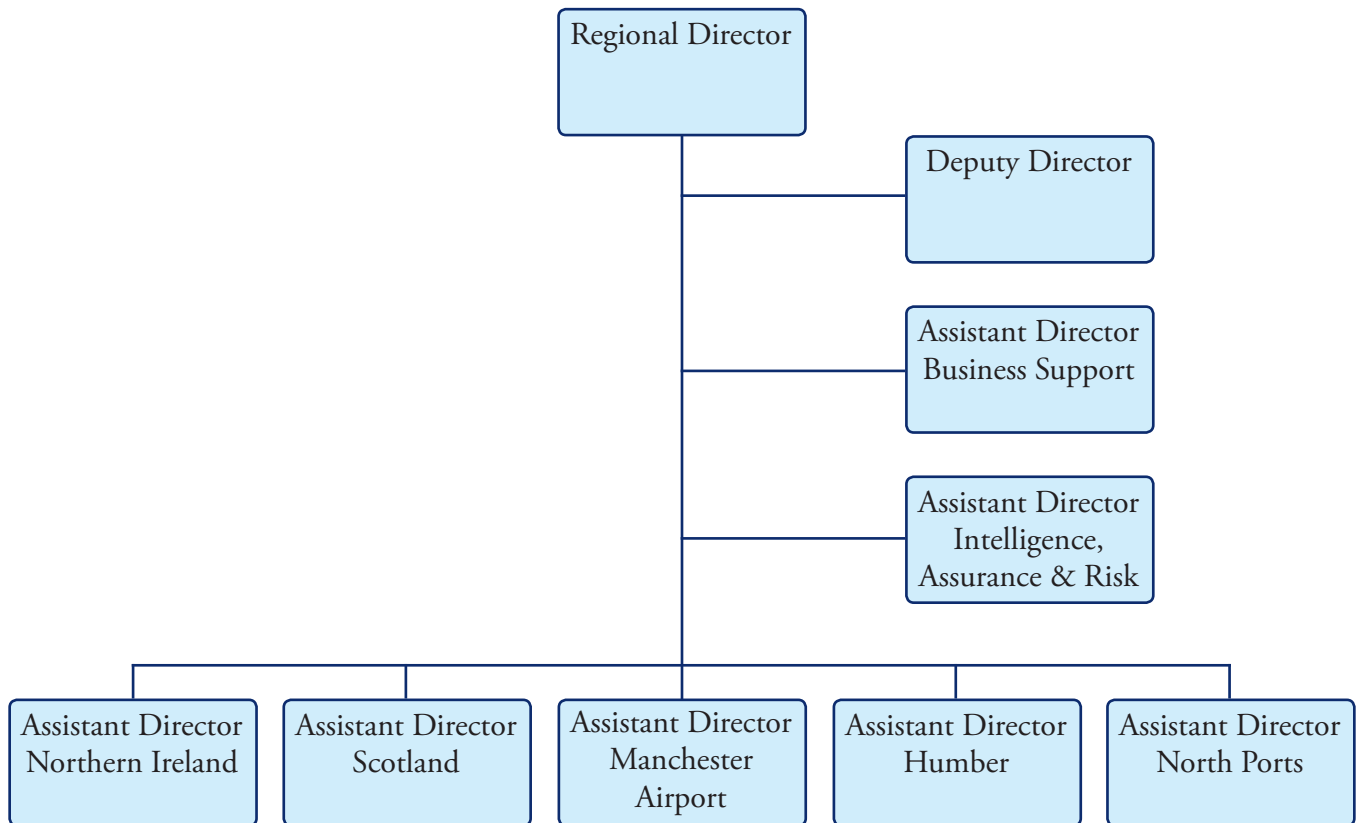 Regional Director
Deputy Director
Assistant Director
Business Support
Assistant Director
Intelligence,
Assurance & Risk
Assistant Director
Northern Ireland
Assistant Director
Scotland
Assistant Director
Manchester
Airport
Assistant Director
Humber
Assistant Director
North Ports